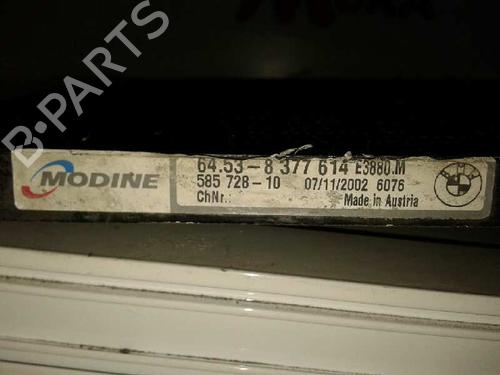 B-PARTS
MODINE
64.53-8 377 614 E3880.M
585 728-10 07/11/2002 6076
ChNr.
Made in Austria
BMW